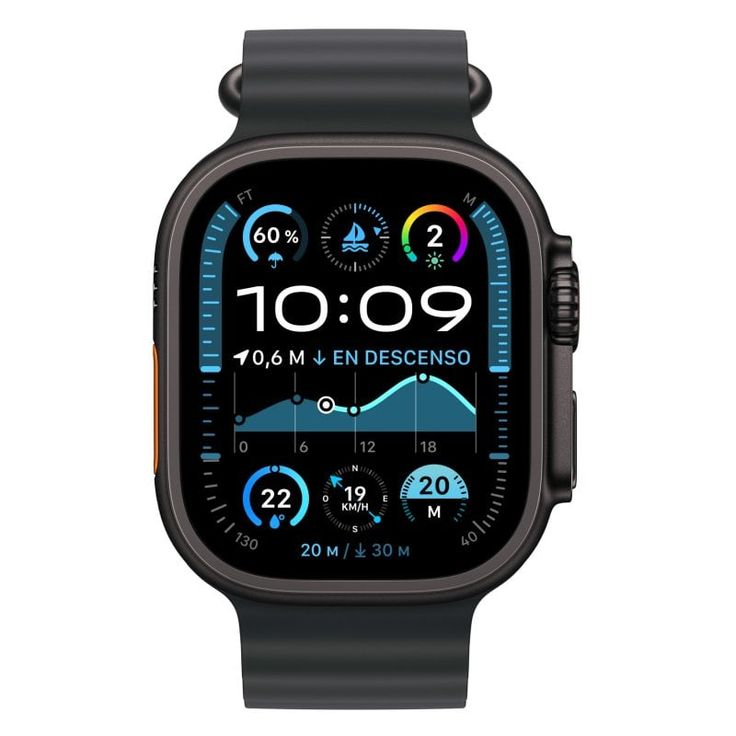 FT
M
60 %
2
10:09
0,6 M ↓ EN DESCENSO
0 6 12 18
22
N
O
E
S
19
KM/H
20
M
130
40
20 M / ↓ 30 M